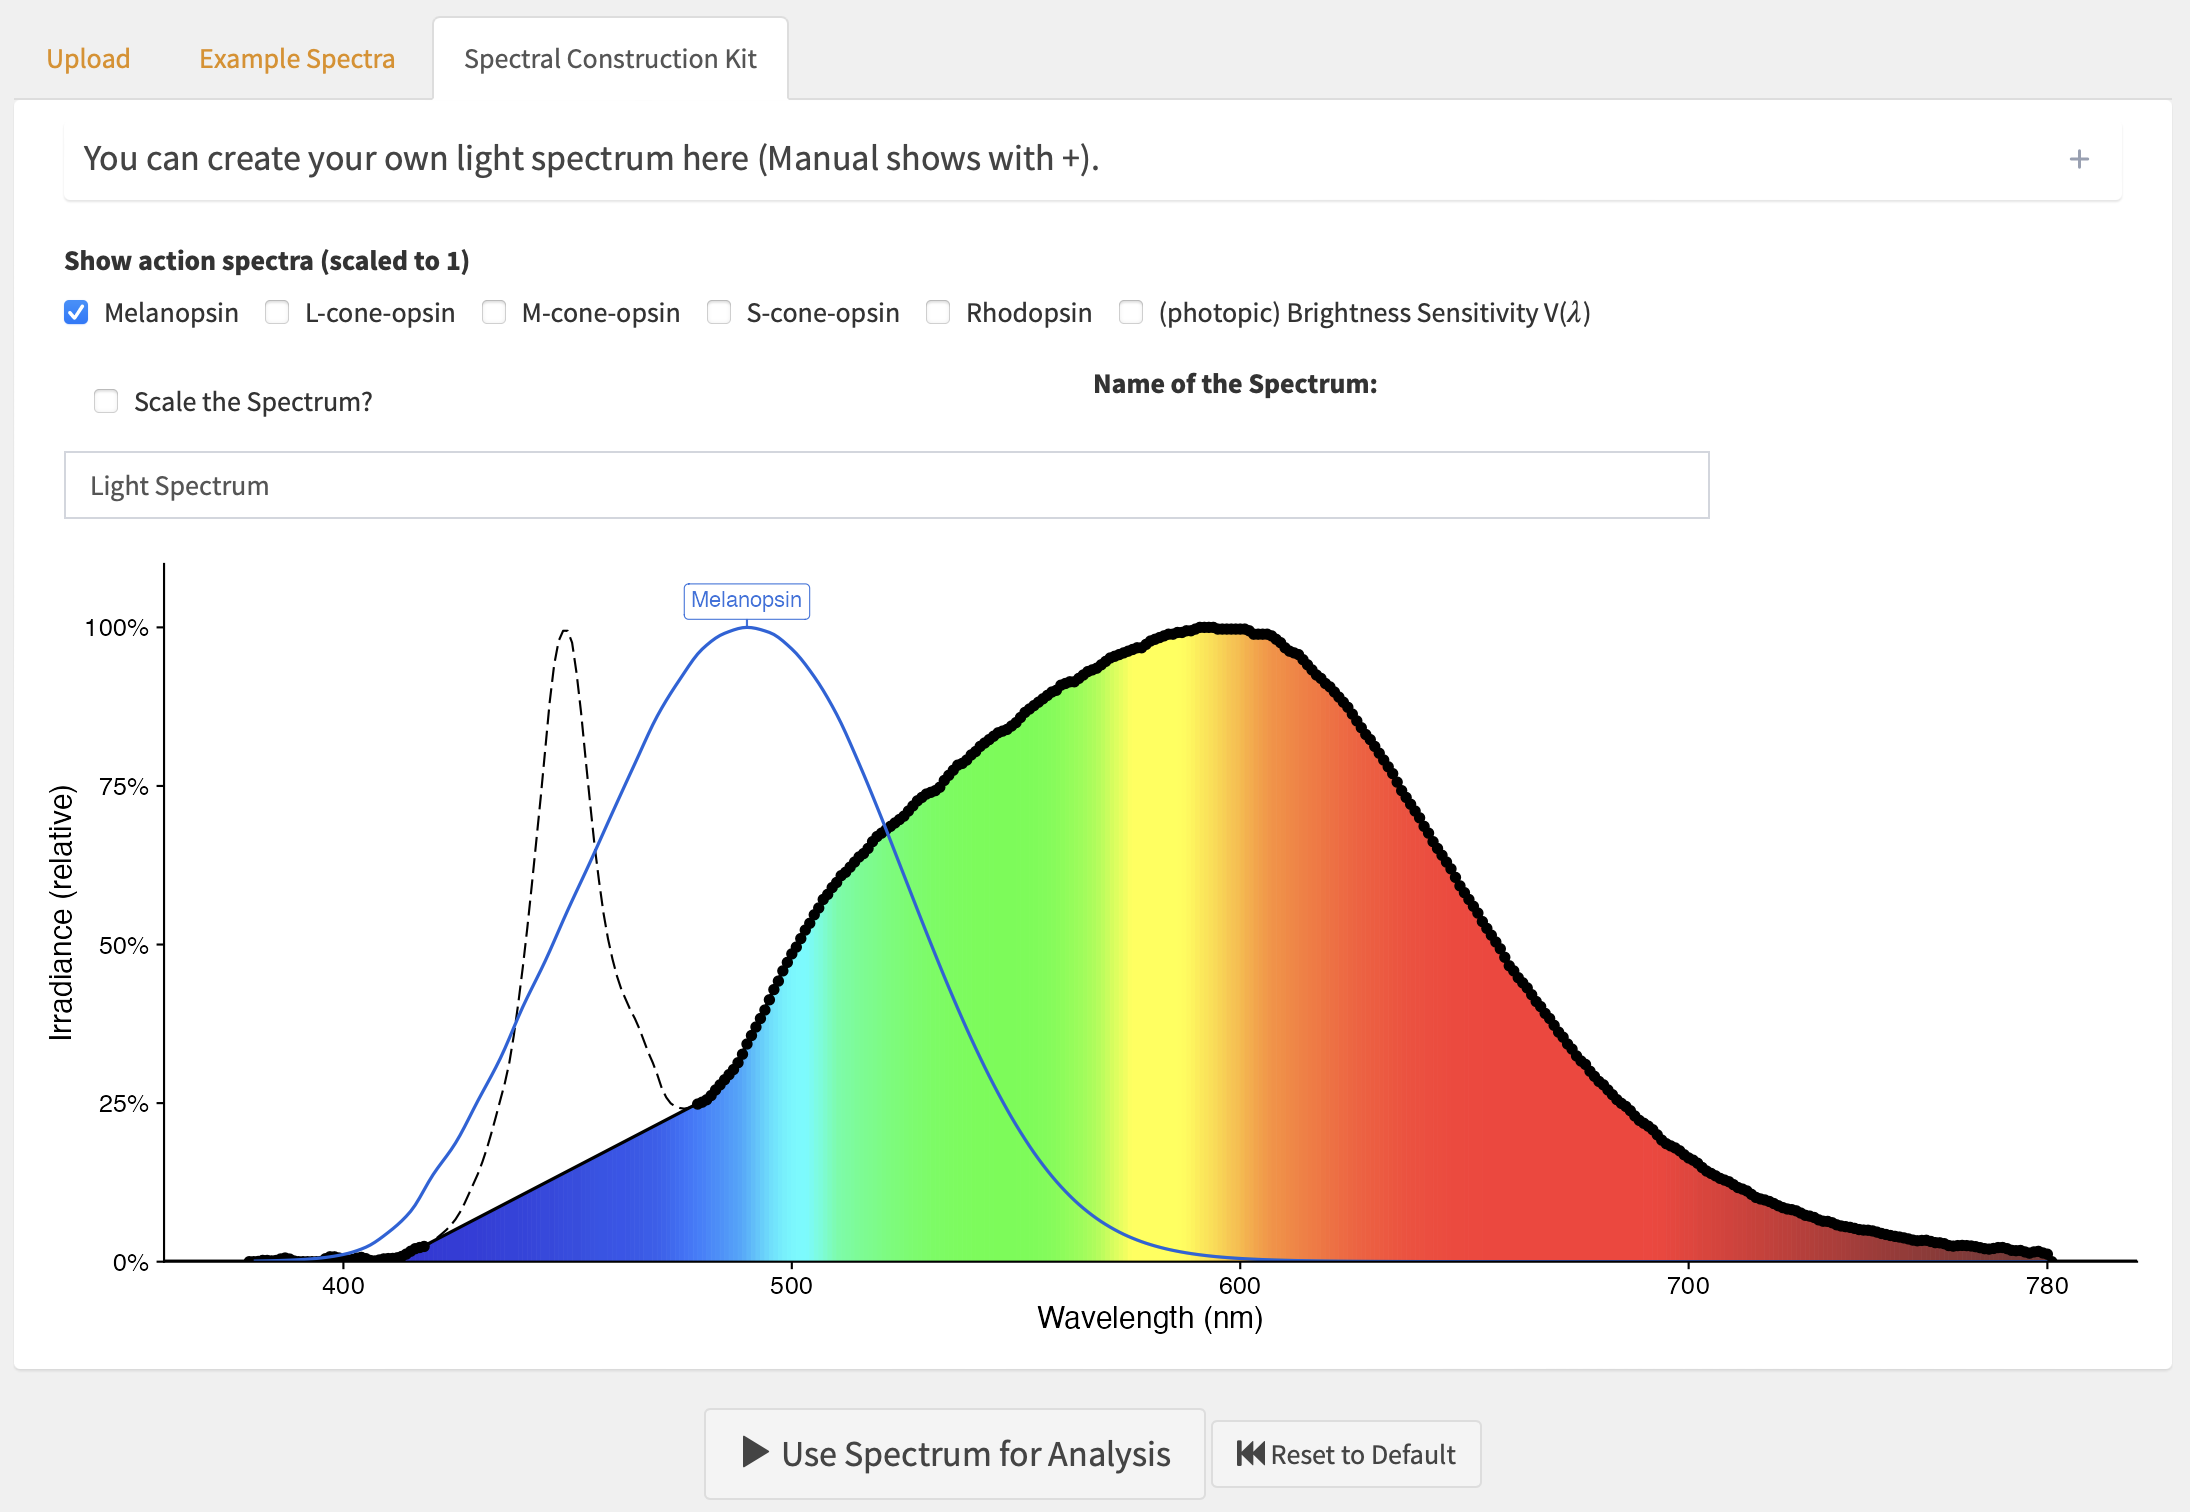 Upload Example Spectra Spectral Construction Kit
You can create your own light spectrum here (Manual shows with +). +
Show action spectra (scaled to 1)
Melanopsin L-cone-opsin M-cone-opsin S-cone-opsin Rhodopsin (photopic) Brightness Sensitivity V(λ)
Scale the Spectrum?
Name of the Spectrum:
Light Spectrum
Melanopsin
100%
75%
50%
25%
0%
Irradiance (relative)
400 500 600 700 780
Wavelength (nm)
Use Spectrum for Analysis
Reset to Default